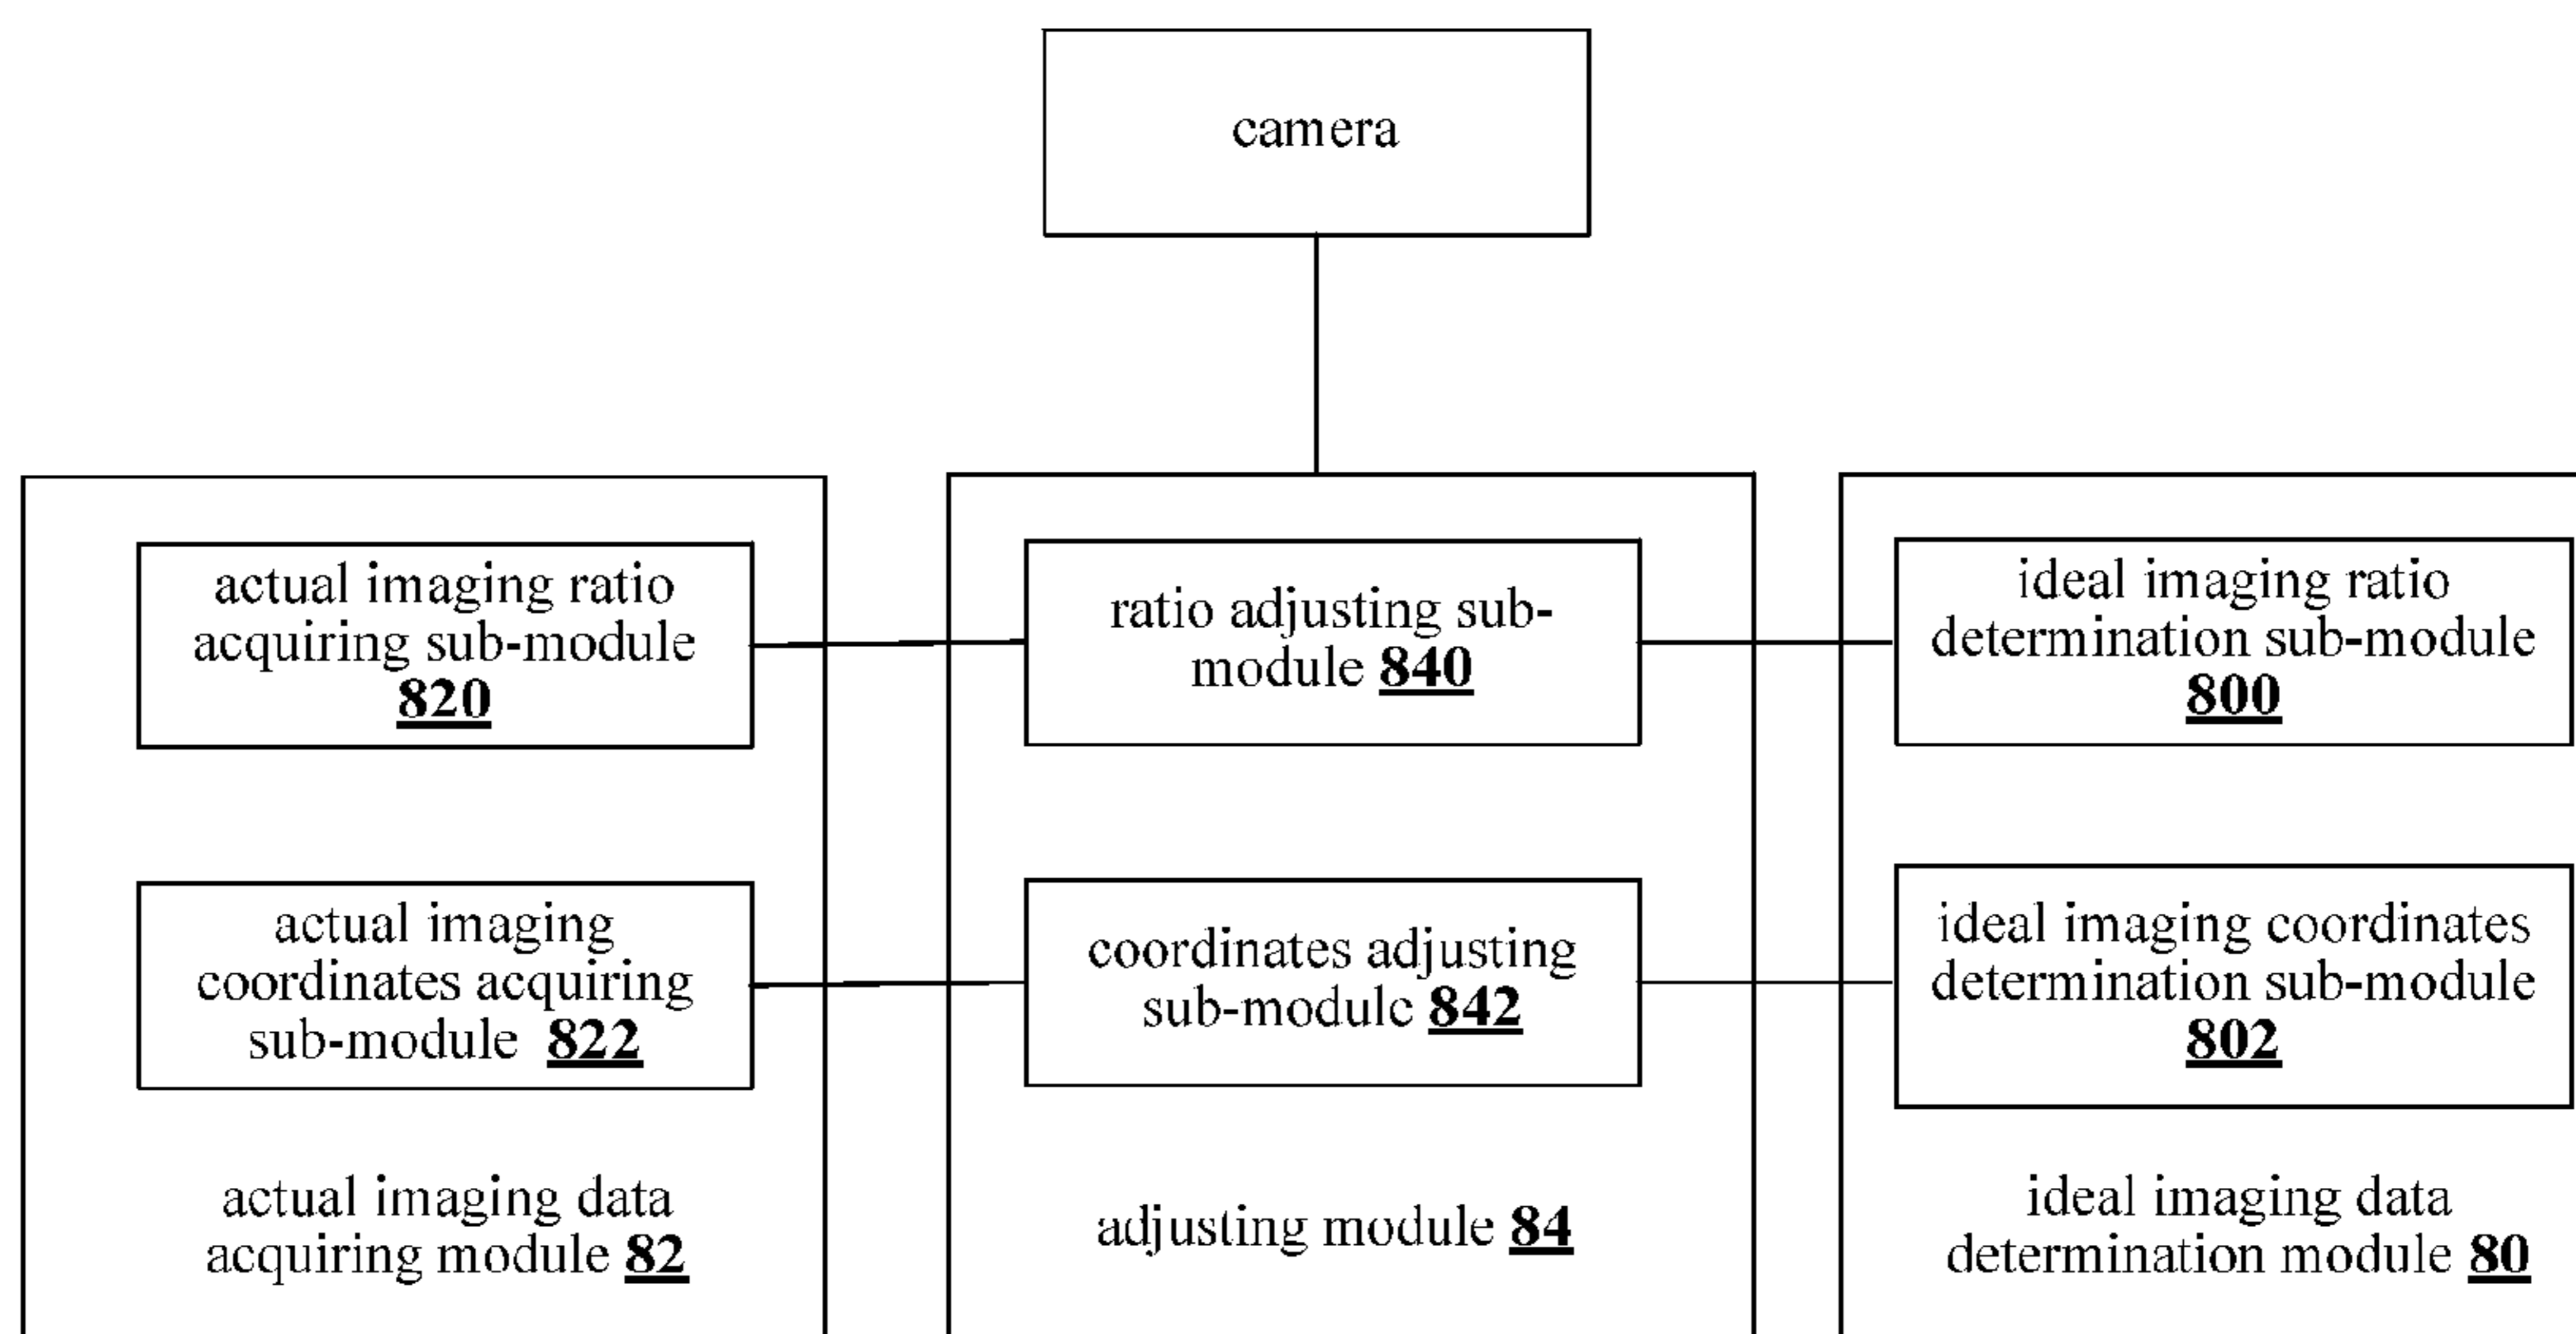 camera
actual imaging ratio
acquiring sub-module
820
ratio adjusting sub-
module 840
ideal imaging ratio
determination sub-module
800
actual imaging
coordinates acquiring
sub-module 822
coordinates adjusting
sub-module 842
ideal imaging coordinates
determination sub-module
802
actual imaging data
acquiring module 82
adjusting module 84
ideal imaging data
determination module 80